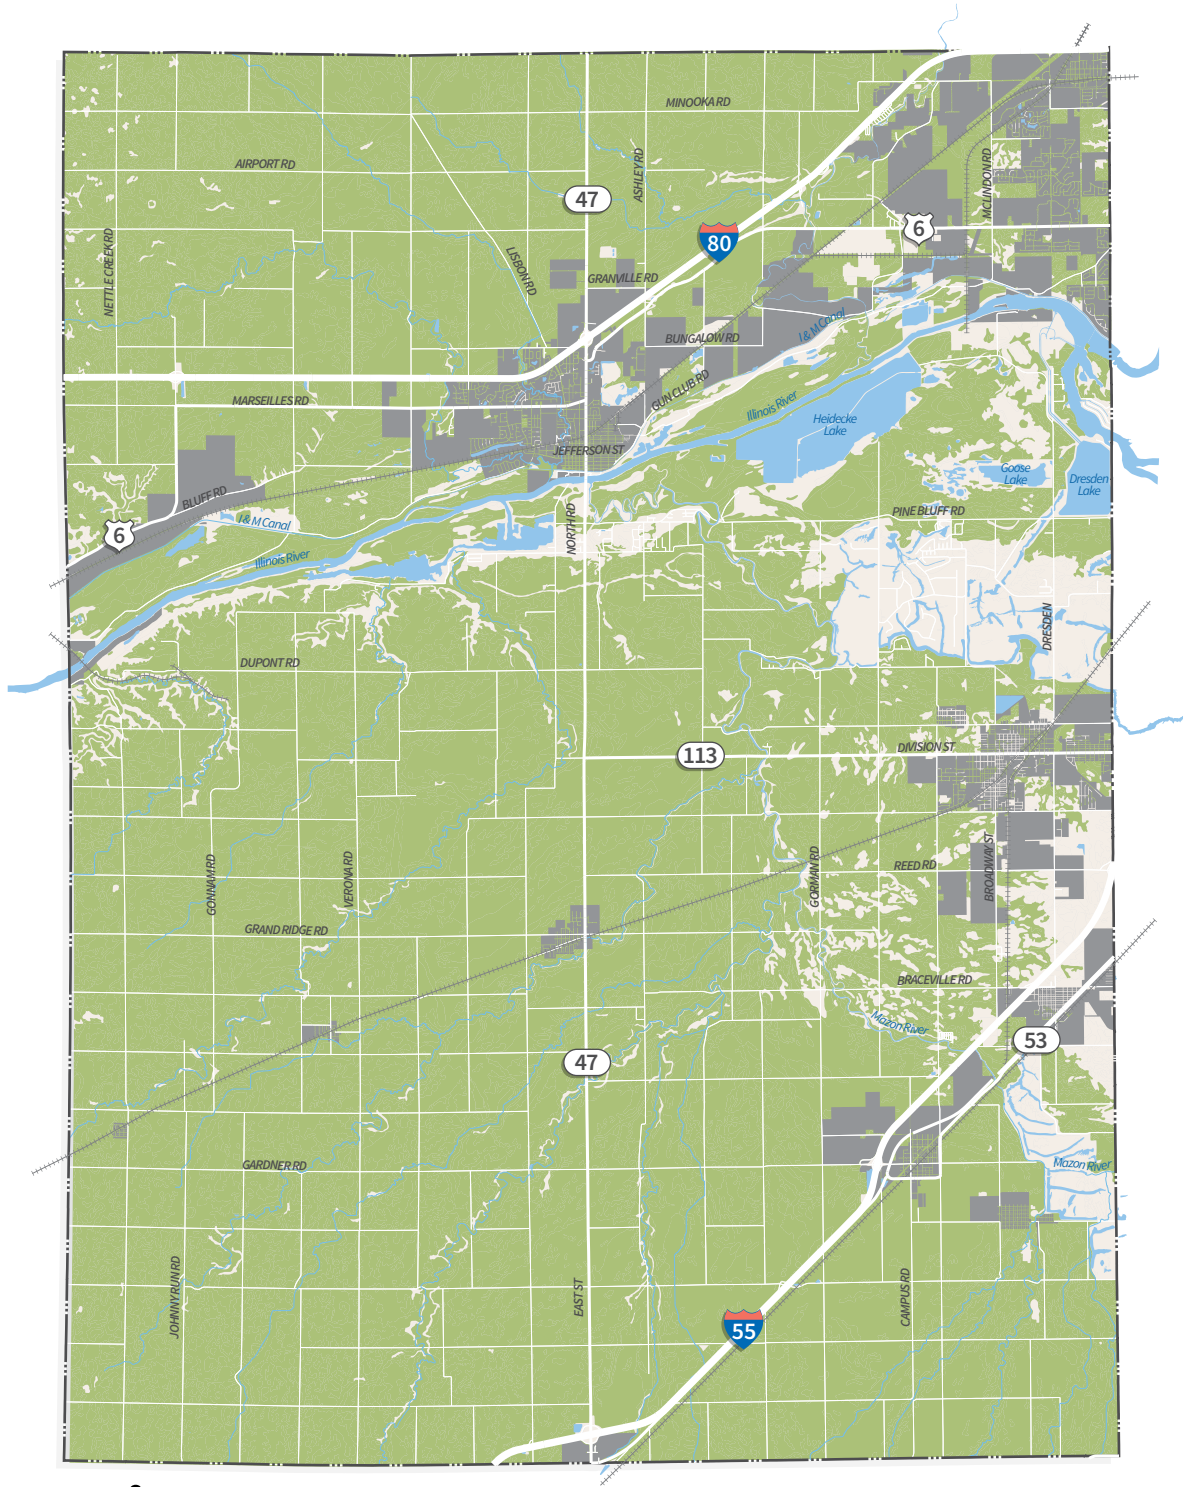 MINOOKA RD
AIRPORT RD
ASHLEY RD
MCLINDON RD
47
6
80
NETTLE CREEK RD
LISBON RD
GRANVILLE RD
I & M Canal
BUNGALOW RD
GUN CLUB RD
MARSEILLES RD
Illinois River
Heidecke
Lake
JEFFERSON ST
Goose
Lake
Dresden
Lake
BLUFF RD
PINE BLUFF RD
I & M Canal
NORTH RD
6
Illinois River
DRESDEN
DUPONT RD
DIVISION ST
113
REED RD
BROADWAY ST
GORMAN RD
GONNAM RD
VERONA RD
GRAND RIDGE RD
BRACEVILLE RD
Mazon River
53
47
GARDNER RD
Mazon River
JOHNNY RUN RD
EAST ST
CAMPUS RD
55